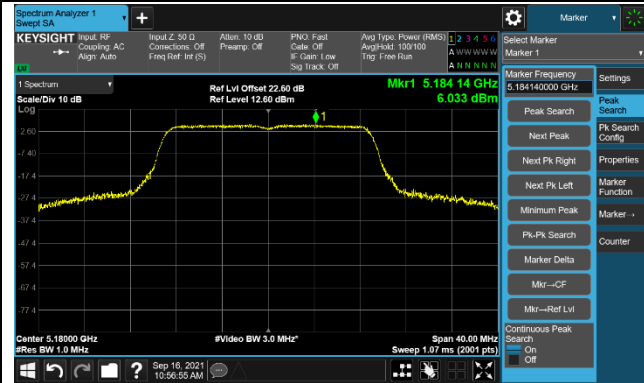 Spectrum Analyzer 1
Swept SA
+
Marker
KEYSIGHT
Input: RF
Coupling: AC
Align: Auto
Input Z: 50 Ω
Corrections: Off
Freq Ref: Int (S)
Atten: 10 dB
Preamp: Off
PNO: Fast
Gate: Off
IF Gain: Low
Sig Track: Off
Avg Type: Power (RMS)
Avg|Hold: 100/100
Trig: Free Run
1 2 3 4 5 6
A W W W W W
A N N N N N
Select Marker
Marker 1
LXI
1 Spectrum
Scale/Div 10 dB
Log
Ref Lvl Offset 22.60 dB
Ref Level 12.60 dBm
Mkr1 5.184 14 GHz
6.033 dBm
1
2.60
-7.40
-17.4
-27.4
-37.4
-47.4
-57.4
-67.4
-77.4
Center 5.18000 GHz
#Res BW 1.0 MHz
#Video BW 3.0 MHz*
Span 40.00 MHz
Sweep 1.07 ms (2001 pts)
Marker Frequency
5.184140000 GHz
Peak Search
Next Peak
Next Pk Right
Next Pk Left
Minimum Peak
Pk-Pk Search
Marker Delta
Mkr→CF
Mkr→Ref Lvl
Continuous Peak
Search
On
Off
Settings
Peak
Search
Pk Search
Config
Properties
Marker
Function
Marker→
Counter
?
Sep 16, 2021
10:56:55 AM